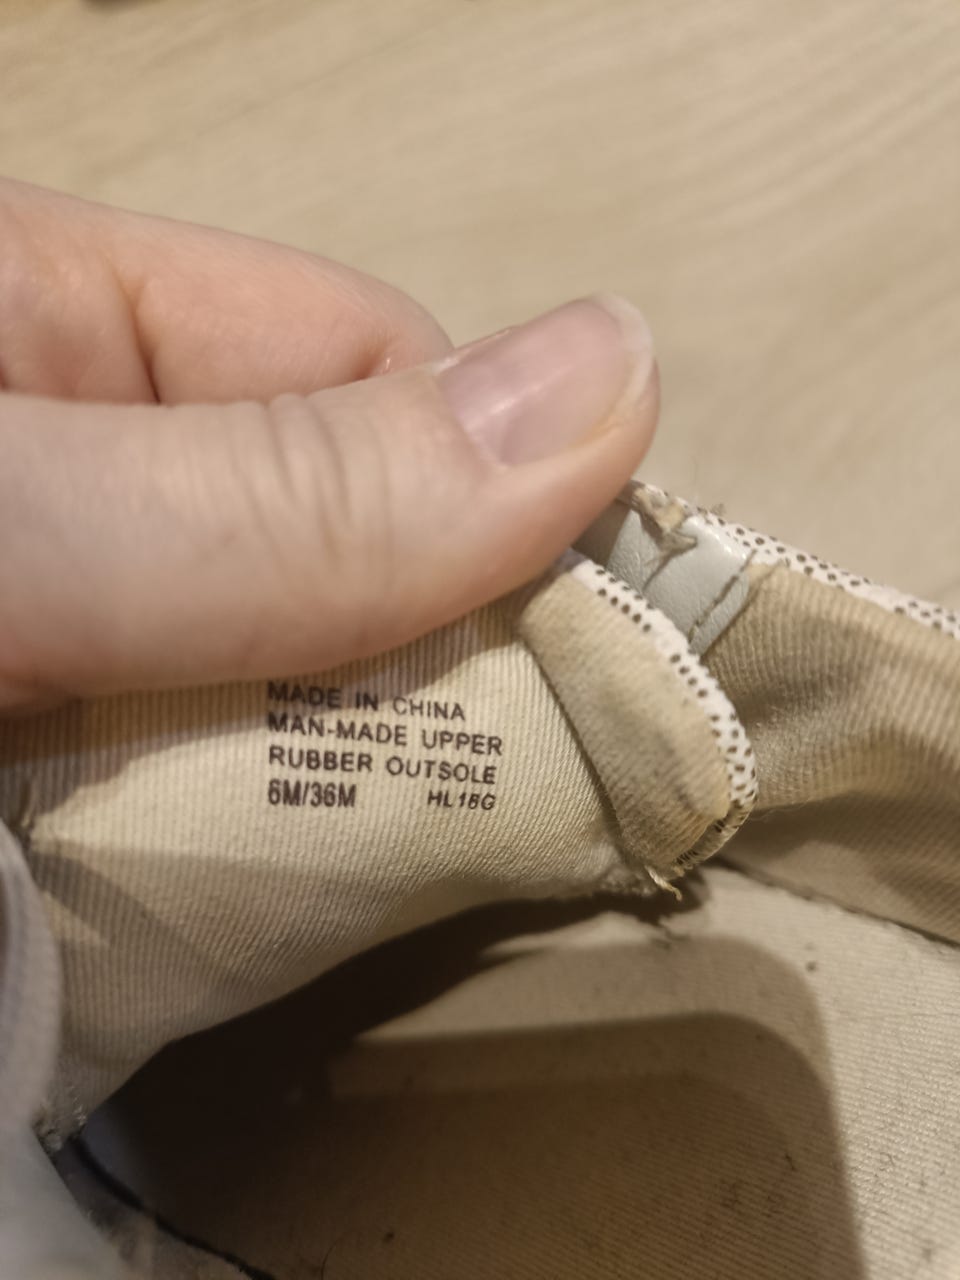 MADE IN CHINA
MAN-MADE UPPER
RUBBER OUTSOLE
6M/36M HL18G